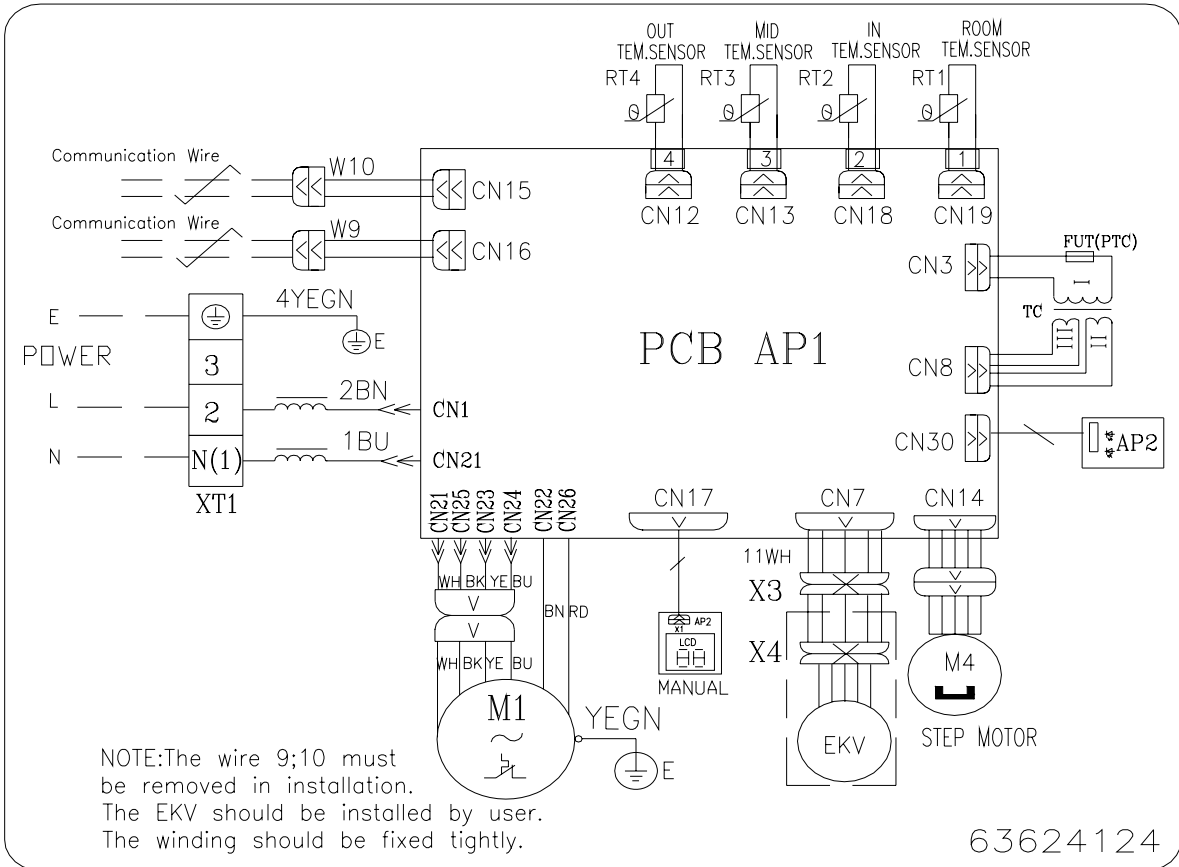 OUT MID IN ROOM
TEM.SENSOR TEM.SENSOR TEM.SENSOR TEM.SENSOR
RT4 RT3 RT2 RT1
θ θ θ θ
4 3 2 1
CN12 CN13 CN18 CN19
Communication Wire
W10
CN15
Communication Wire
W9
CN16
CN3
FUT(PTC)
I
TC
III II
CN8
PCB AP1
4YEGN
E
E
POWER
3
L
2
2BN
CN1
N
N(1)
1BU
CN21
XT1
CN30
AP2
CN21 CN25 CN23 CN24 CN22 CN26
CN17 CN7 CN14
WH BK YE BU
V
V
BN RD
WH BK YE BU
11WH
X3
X4
V
V
V
V
X1 AP2
LCD
88
MANUAL
M1
~
YEGN
E
EKV
M4
STEP MOTOR
NOTE:The wire 9;10 must
be removed in installation.
The EKV should be installed by user.
The winding should be fixed tightly.
63624124